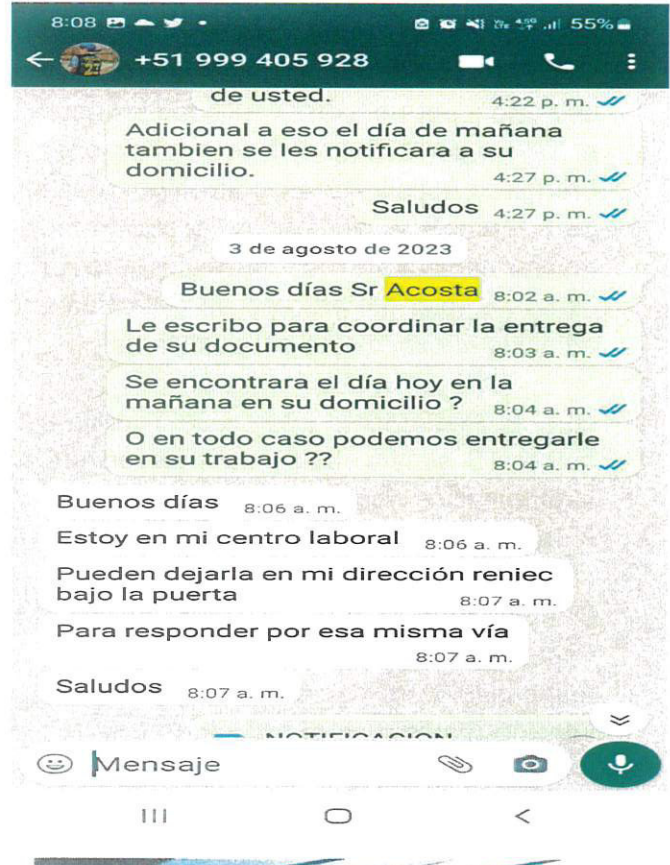 8:08 55%
+51 999 405 928
de usted. 4:22 p. m.
Adicional a eso el día de mañana
tambien se les notificara a su
domicilio. 4:27 p. m.
Saludos 4:27 p. m.
3 de agosto de 2023
Buenos días Sr Acosta 8:02 a. m.
Le escribo para coordinar la entrega
de su documento 8:03 a. m.
Se encontrara el día hoy en la
mañana en su domicilio ? 8:04 a. m.
O en todo caso podemos entregarle
en su trabajo ?? 8:04 a. m.
Buenos días 8:06 a. m.
Estoy en mi centro laboral 8:06 a. m.
Pueden dejarla en mi dirección reniec
bajo la puerta 8:07 a. m.
Para responder por esa misma vía
8:07 a. m.
Saludos 8:07 a. m.
NOTIFICACION
Mensaje